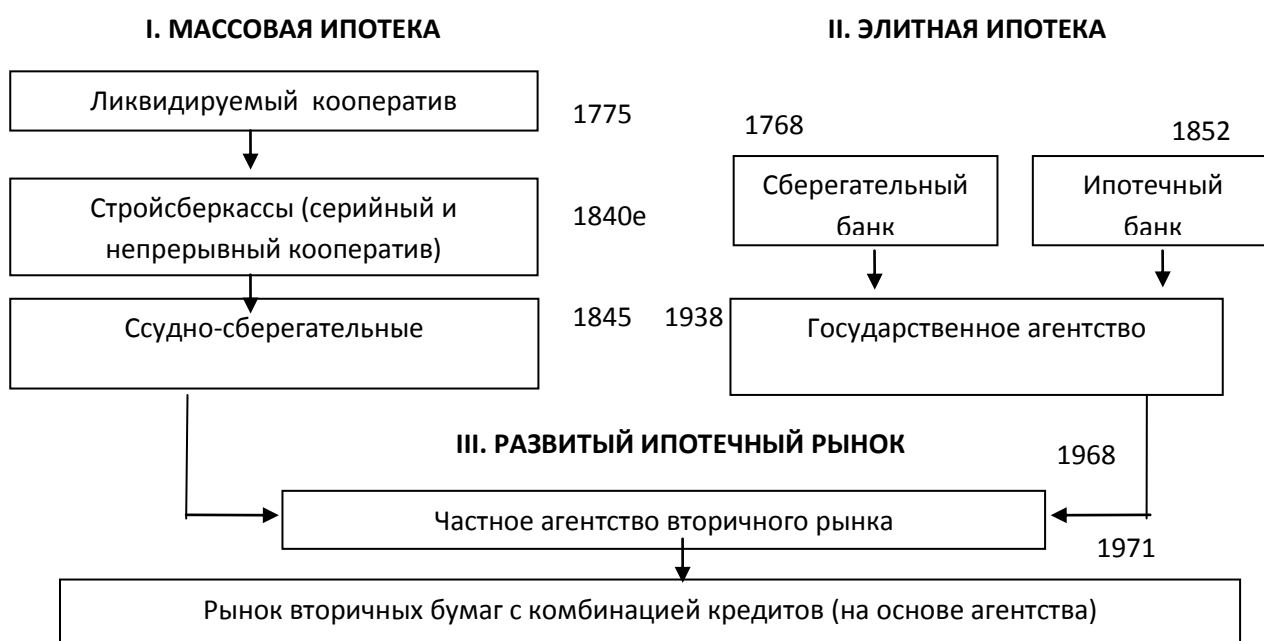 I. МАССОВАЯ ИПОТЕКА
II. ЭЛИТНАЯ ИПОТЕКА
Ликвидируемый кооператив
1775
1768
1852
Стройсберкассы (серийный и
непрерывный кооператив)
1840е
Сберегательный
банк
Ипотечный
банк
Ссудно-сберегательные
1845
1938
Государственное агентство
III. РАЗВИТЫЙ ИПОТЕЧНЫЙ РЫНОК
1968
Частное агентство вторичного рынка
1971
Рынок вторичных бумаг с комбинацией кредитов (на основе агентства)